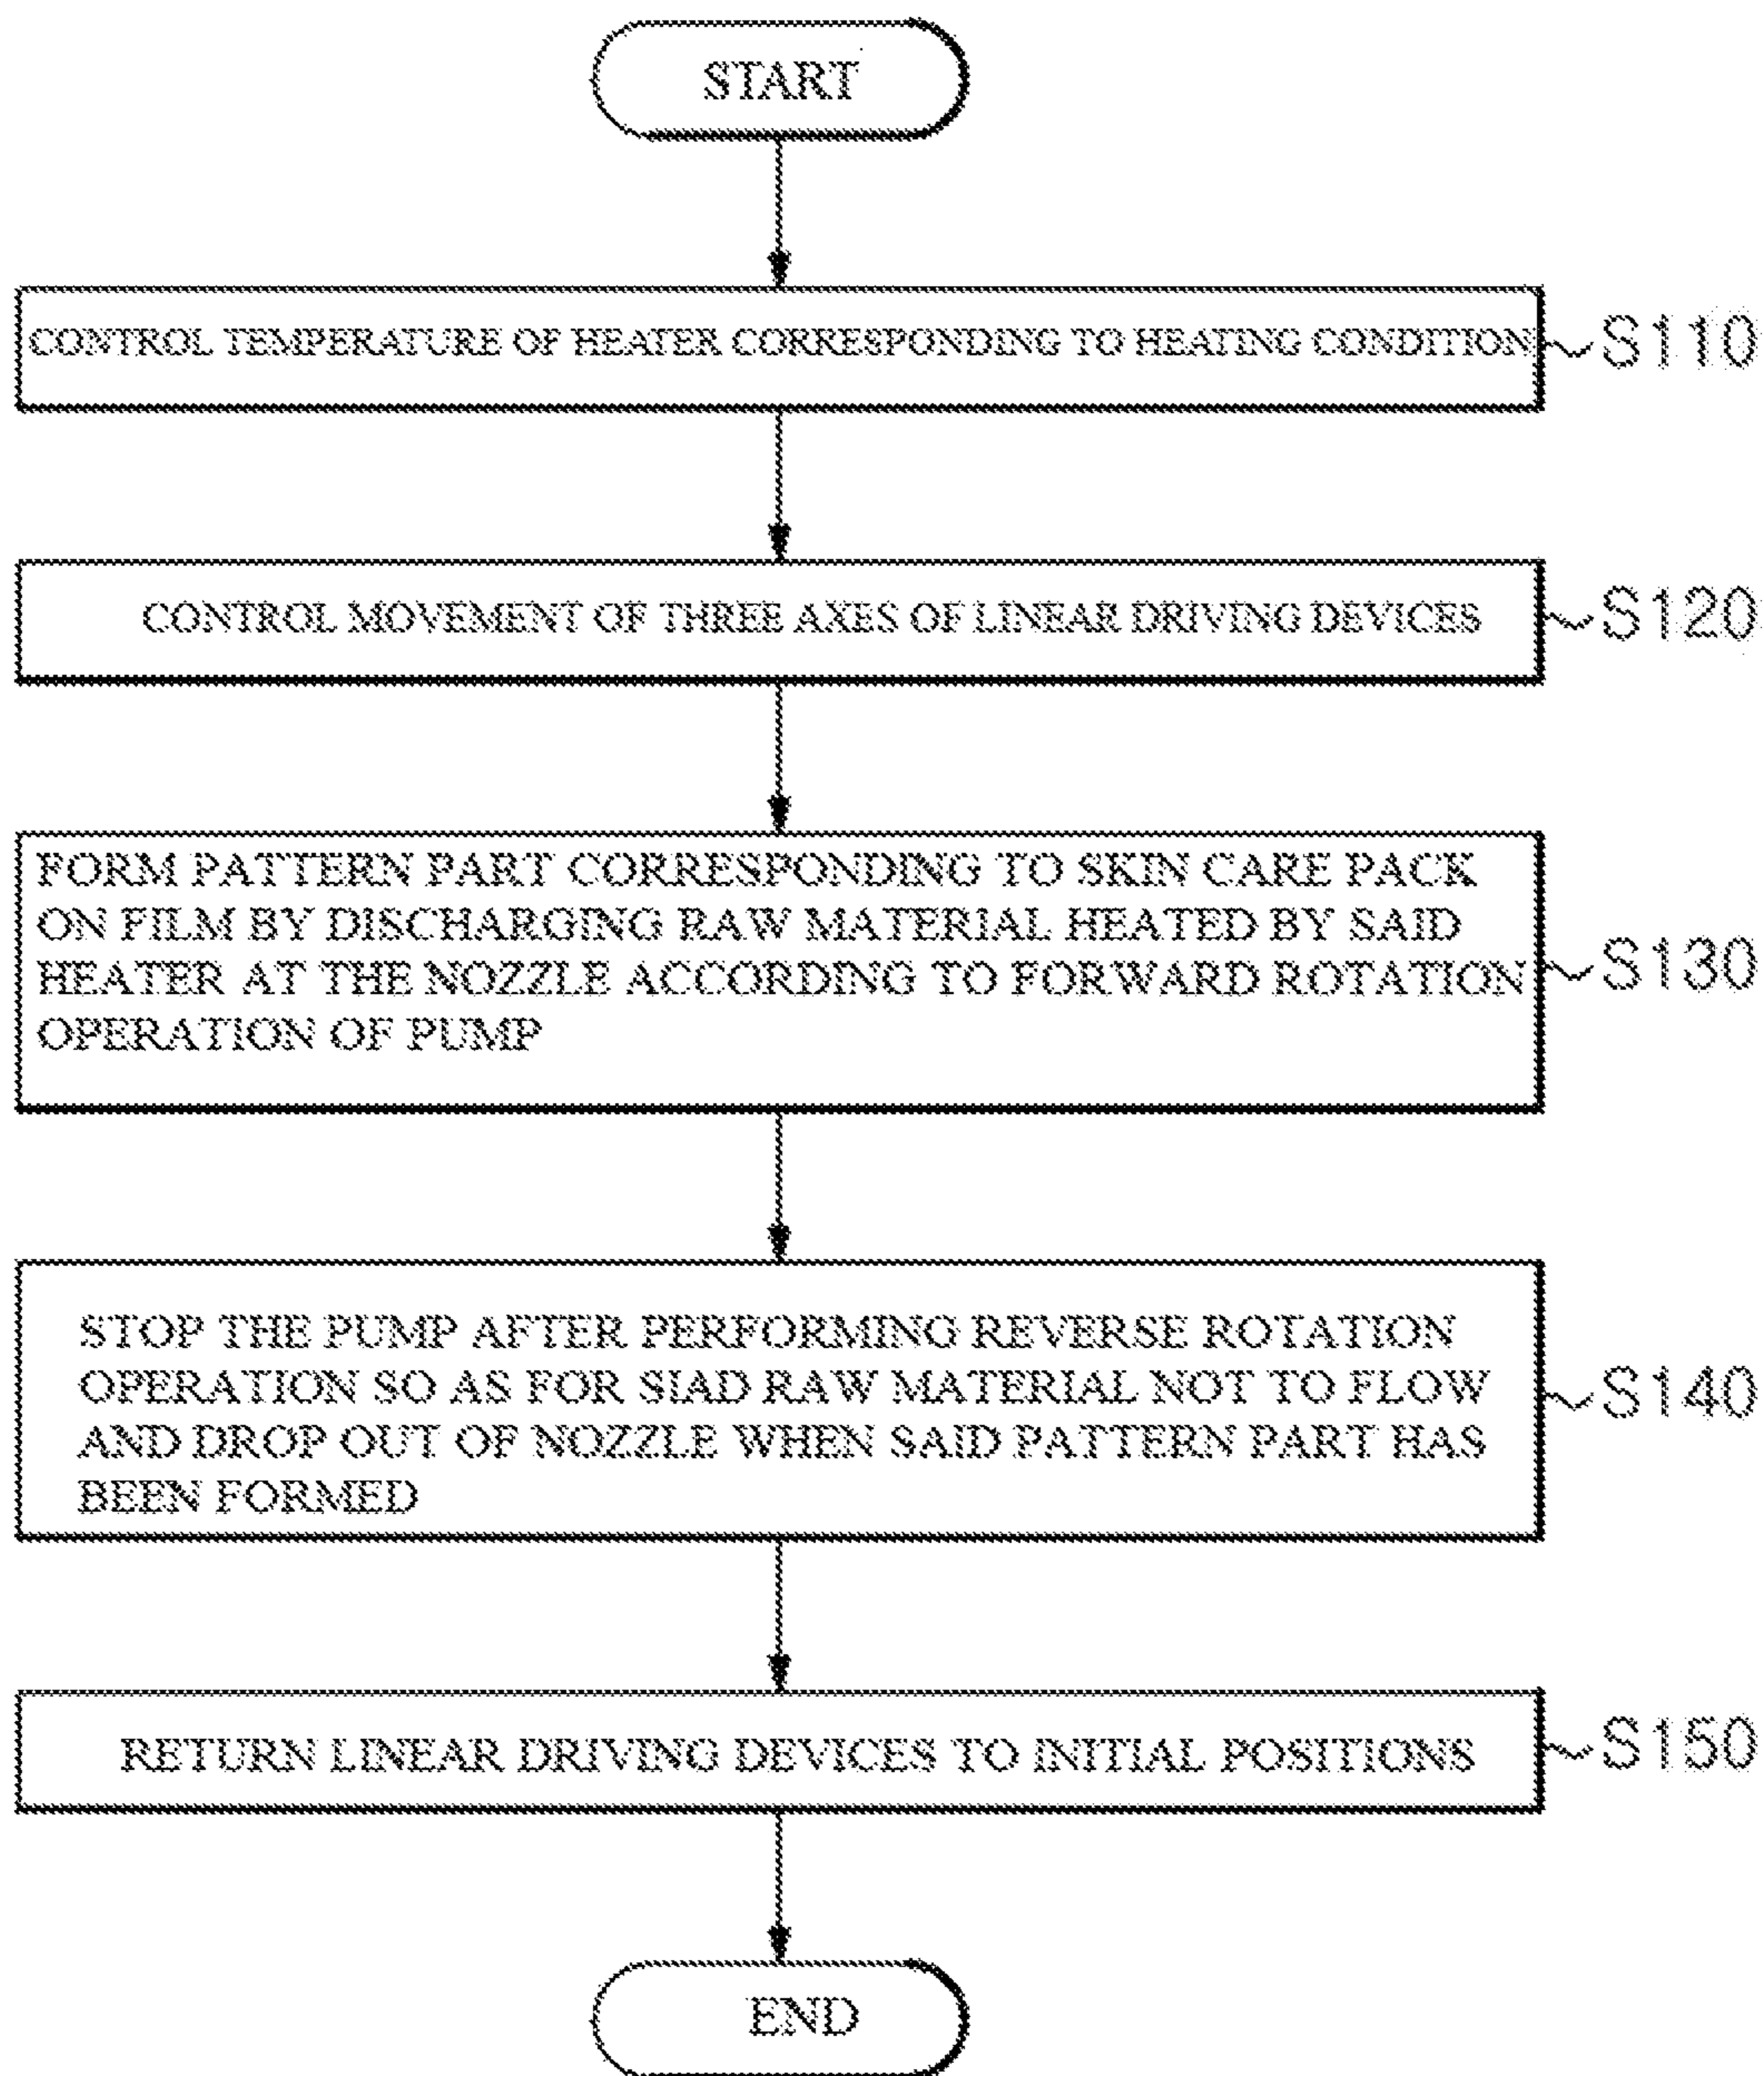 START
CONTROL TEMPERATURE OF HEATER CORRESPONDING TO HEATING CONDITION
S110
CONTROL MOVEMENT OF THREE AXES OF LINEAR DRIVING DEVICES
S120
FORM PATTERN PART CORRESPONDING TO SKIN CARE PACK
ON FILM BY DISCHARGING RAW MATERIAL HEATED BY SAID
HEATER AT THE NOZZLE ACCORDING TO FORWARD ROTATION
OPERATION OF PUMP
S130
STOP THE PUMP AFTER PERFORMING REVERSE ROTATION
OPERATION SO AS FOR SIAD RAW MATERIAL NOT TO FLOW
AND DROP OUT OF NOZZLE WHEN SAID PATTERN PART HAS
BEEN FORMED
S140
RETURN LINEAR DRIVING DEVICES TO INITIAL POSITIONS
S150
END